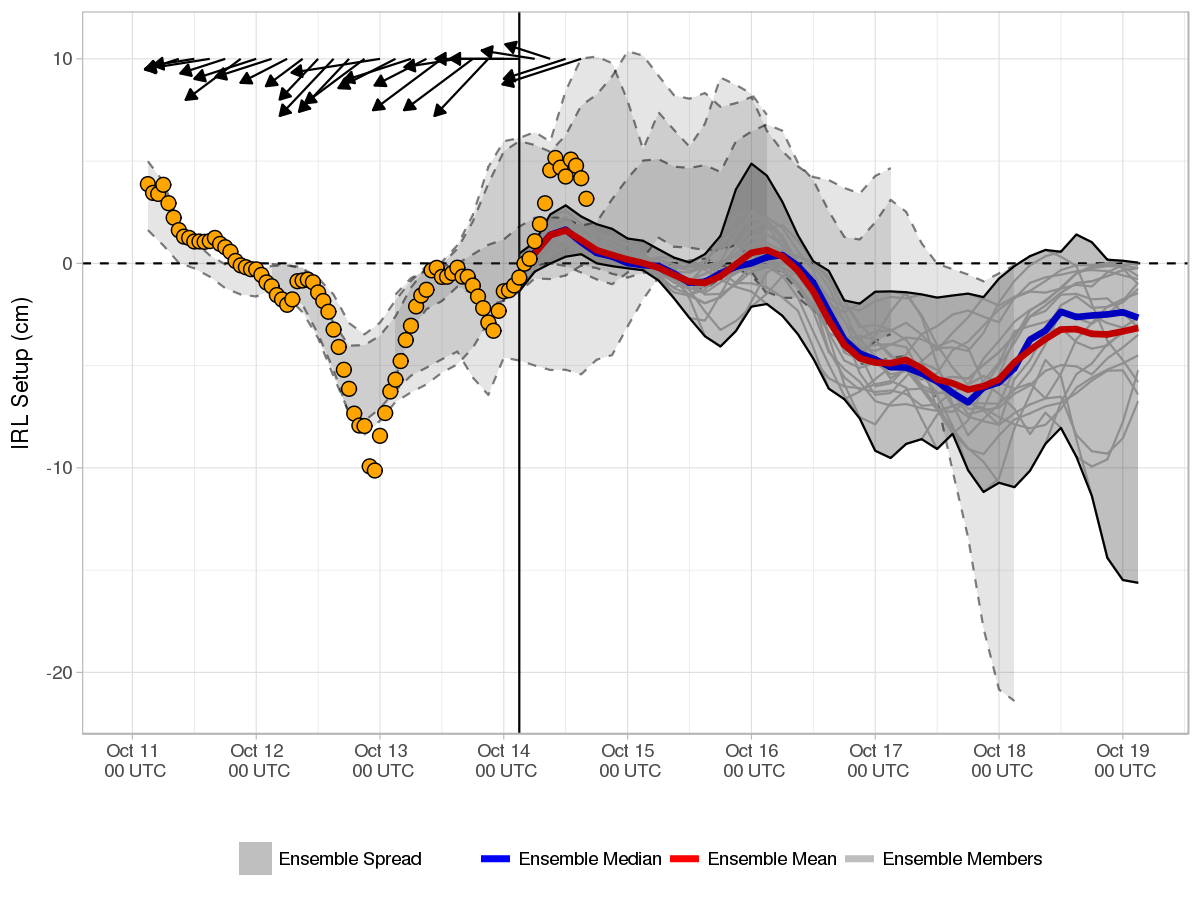 IRL Setup (cm)
10
0
-10
-20
Oct 11 Oct 12 Oct 13 Oct 14 Oct 15 Oct 16 Oct 17 Oct 18 Oct 19
00 UTC 00 UTC 00 UTC 00 UTC 00 UTC 00 UTC 00 UTC 00 UTC 00 UTC
Ensemble Spread Ensemble Median Ensemble Mean Ensemble Members